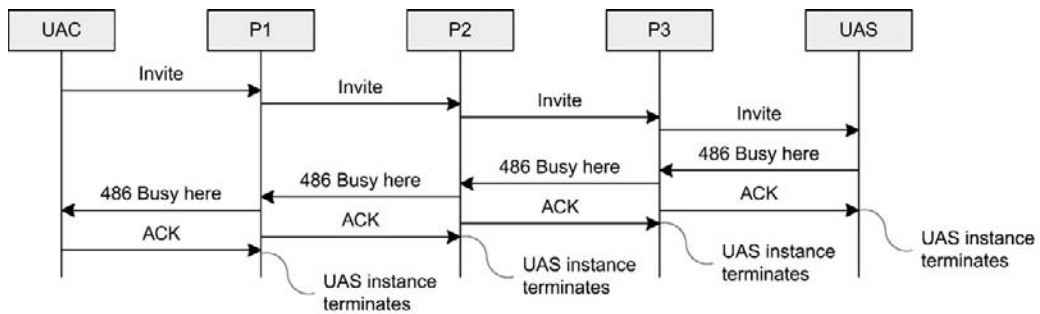 UAC
P1
P2
P3
UAS
Invite
Invite
Invite
Invite
486 Busy here
486 Busy here
486 Busy here
486 Busy here
ACK
ACK
ACK
ACK
UAS instance
terminates
UAS instance
terminates
UAS instance
terminates
UAS instance
terminates